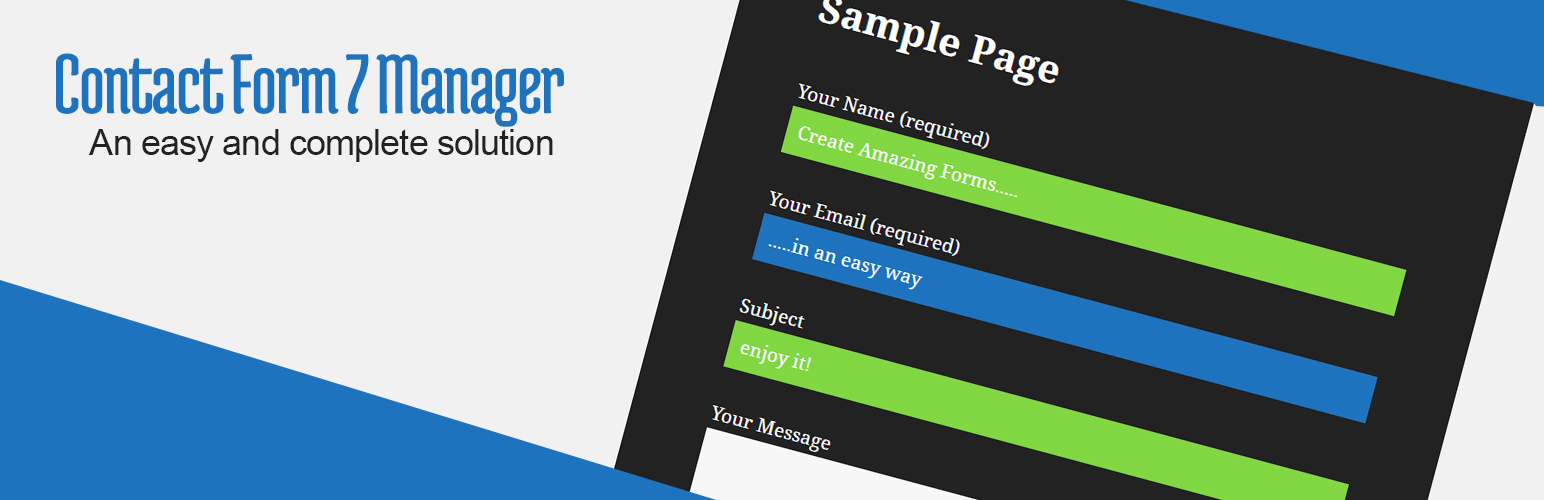 Contact Form 7 Manager
An easy and complete solution
Sample Page
Your Name (required)
Create Amazing Forms.....
Your Email (required)
.....in an easy way
Subject
enjoy it!
Your Message